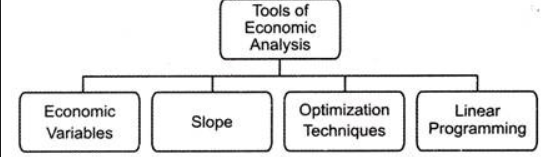 Tools of
Economic
Analysis
Economic
Variables
Slope
Optimization
Techniques
Linear
Programming